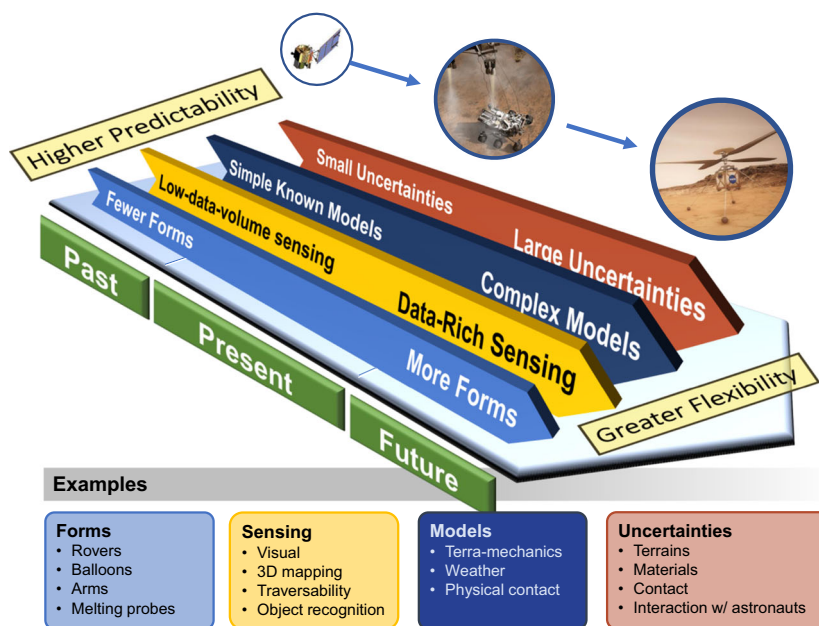 Higher Predictability
Small Uncertainties
Large Uncertainties
Simple Known Models
Complex Models
Low-data-volume sensing
Data-Rich Sensing
Fewer Forms
More Forms
Past
Present
Future
Greater Flexibility
Examples
Forms
• Rovers
• Balloons
• Arms
• Melting probes
Sensing
• Visual
• 3D mapping
• Traversability
• Object recognition
Models
• Terra-mechanics
• Weather
• Physical contact
Uncertainties
• Terrains
• Materials
• Contact
• Interaction w/ astronauts